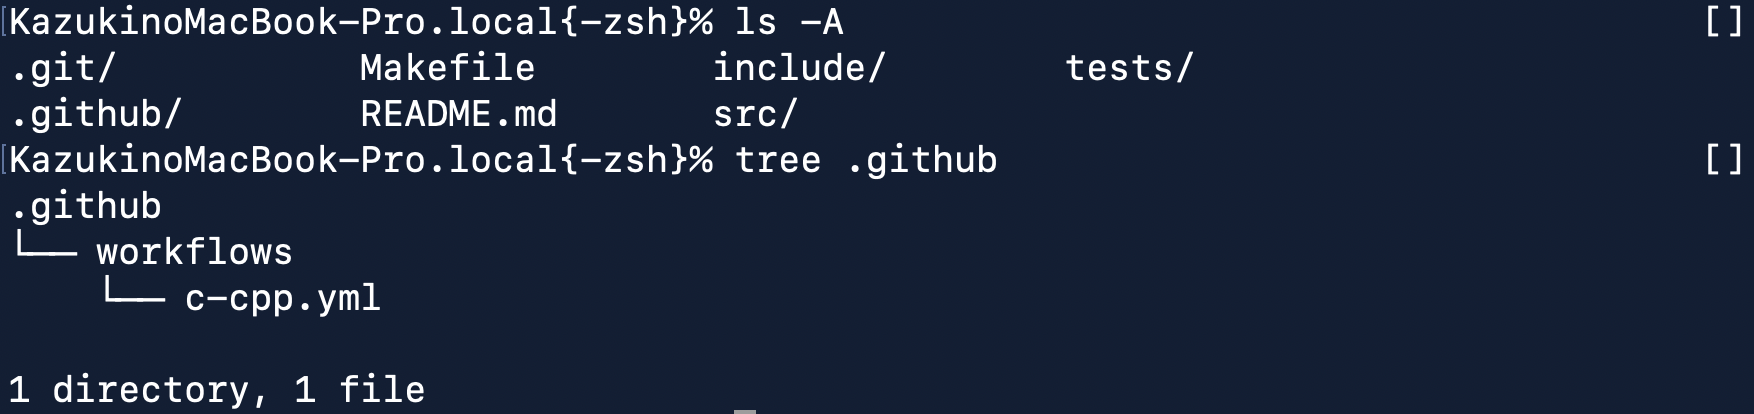 [KazukinoMacBook-Pro.local{-zsh}% ls -A []
.git/ Makefile include/ tests/
.github/ README.md src/
[KazukinoMacBook-Pro.local{-zsh}% tree .github []
.github
└── workflows
    └── c-cpp.yml

1 directory, 1 file